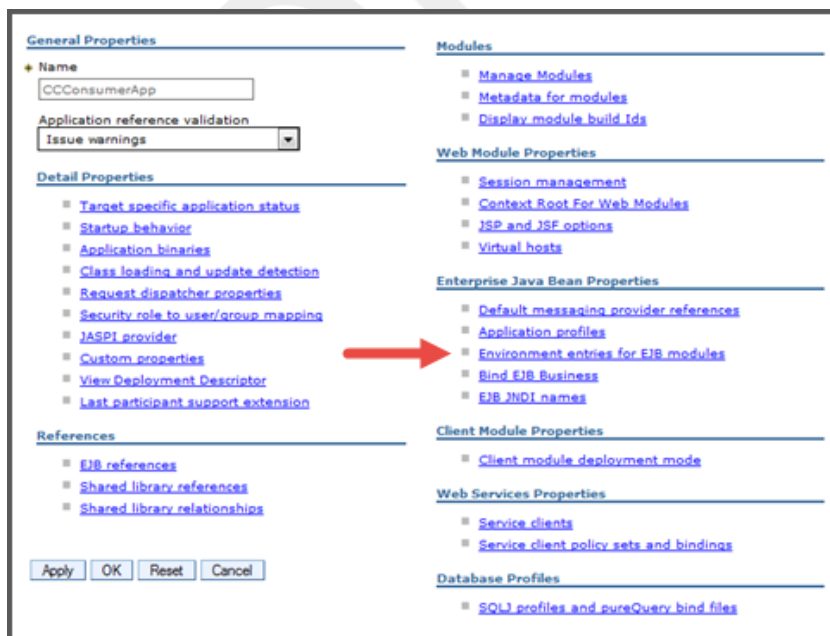 General Properties
Name
CCConsumerApp
Application reference validation
Issue warnings
Detail Properties
Target specific application status
Startup behavior
Application binaries
Class loading and update detection
Request dispatcher properties
Security role to user/group mapping
JASPI provider
Custom properties
View Deployment Descriptor
Last participant support extension
References
EJB references
Shared library references
Shared library relationships
Apply OK Reset Cancel
Modules
Manage Modules
Metadata for modules
Display module build Ids
Web Module Properties
Session management
Context Root For Web Modules
JSP and JSF options
Virtual hosts
Enterprise Java Bean Properties
Default messaging provider references
Application profiles
Environment entries for EJB modules
Bind EJB Business
EJB JNDI names
Client Module Properties
Client module deployment mode
Web Services Properties
Service clients
Service client policy sets and bindings
Database Profiles
SQLJ profiles and pureQuery bind files